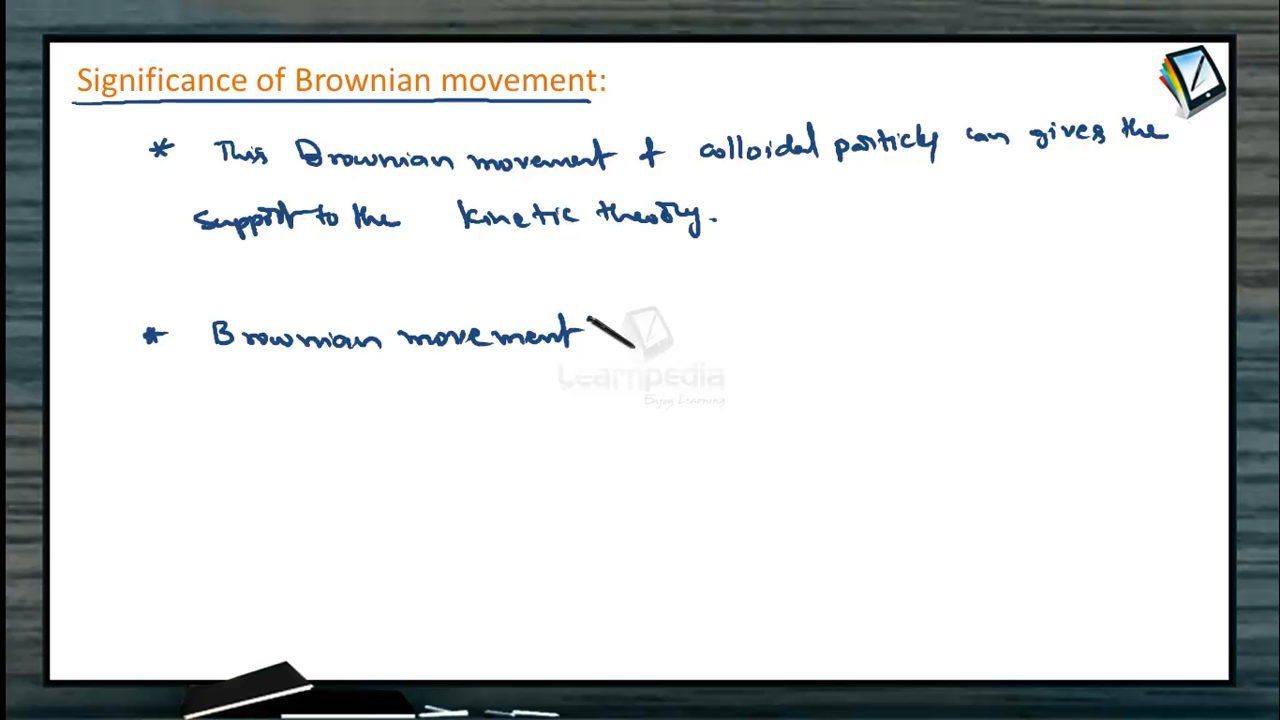 Significance of Brownian movement:
* This Brownian movement of colloidal particles can gives the
support to the kinetic theory.
* Brownian movement
Learnpedia
Enjoy Learning